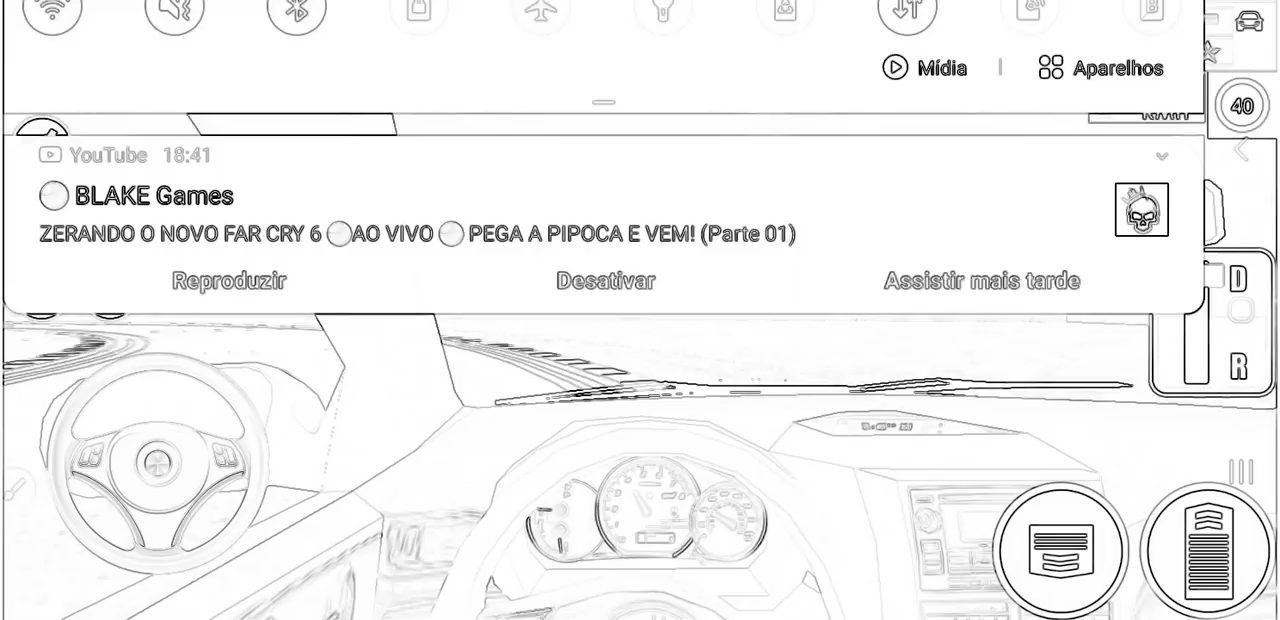 Mídia | Aparelhos
40
KM/H
YouTube 18:41
BLAKE Games
ZERANDO O NOVO FAR CRY 6 AO VIVO PEGA A PIPOCA E VEM! (Parte 01)
Reproduzir Desativar Assistir mais tarde
D
R